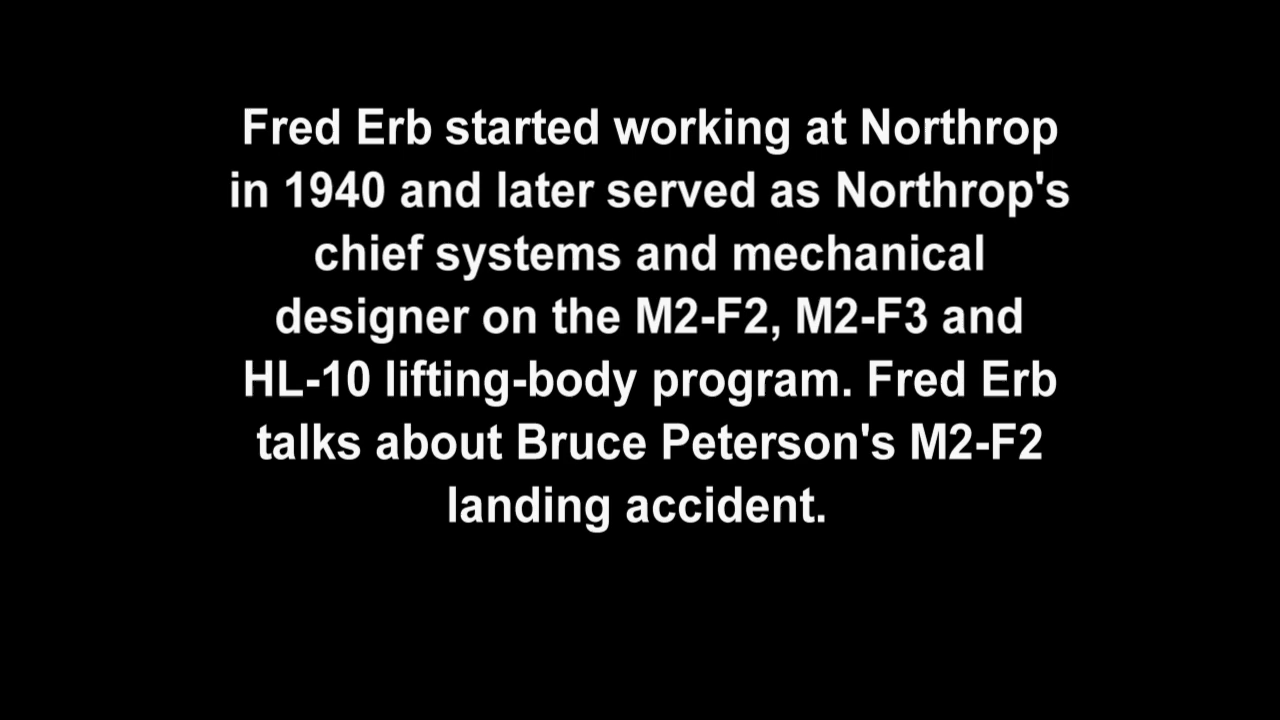 Fred Erb started working at Northrop
in 1940 and later served as Northrop's
chief systems and mechanical
designer on the M2-F2, M2-F3 and
HL-10 lifting-body program. Fred Erb
talks about Bruce Peterson's M2-F2
landing accident.